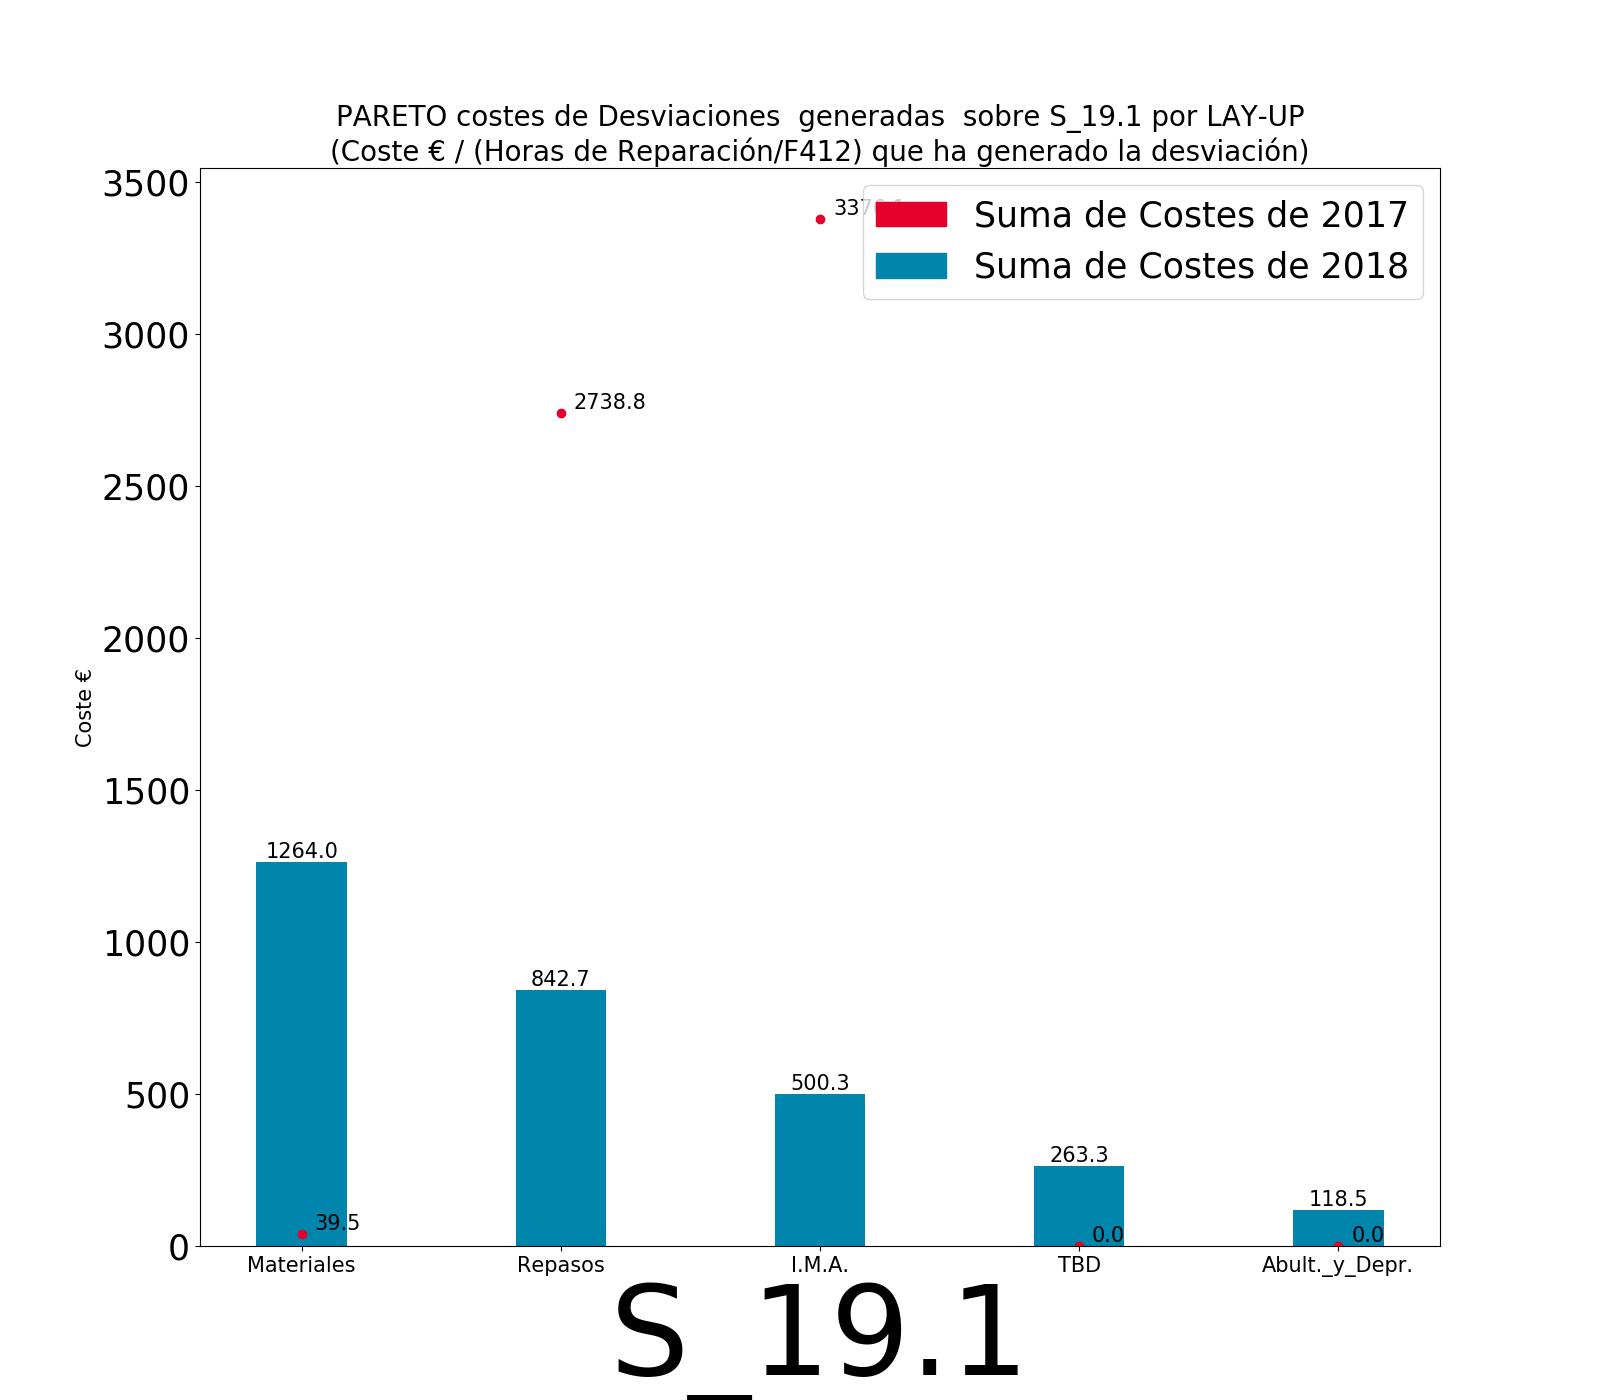 PARETO costes de Desviaciones  generadas  sobre S_19.1 por LAY-UP
(Coste € / (Horas de Reparación/F412) que ha generado la desviación)
Suma de Costes de 2017
Suma de Costes de 2018
3500
3000
2500
2000
1500
1000
500
0
Coste €
2738.8
1264.0
842.7
500.3
263.3
118.5
39.5
0.0
0.0
Materiales
Repasos
I.M.A.
TBD
Abult._y_Depr.
S_19.1